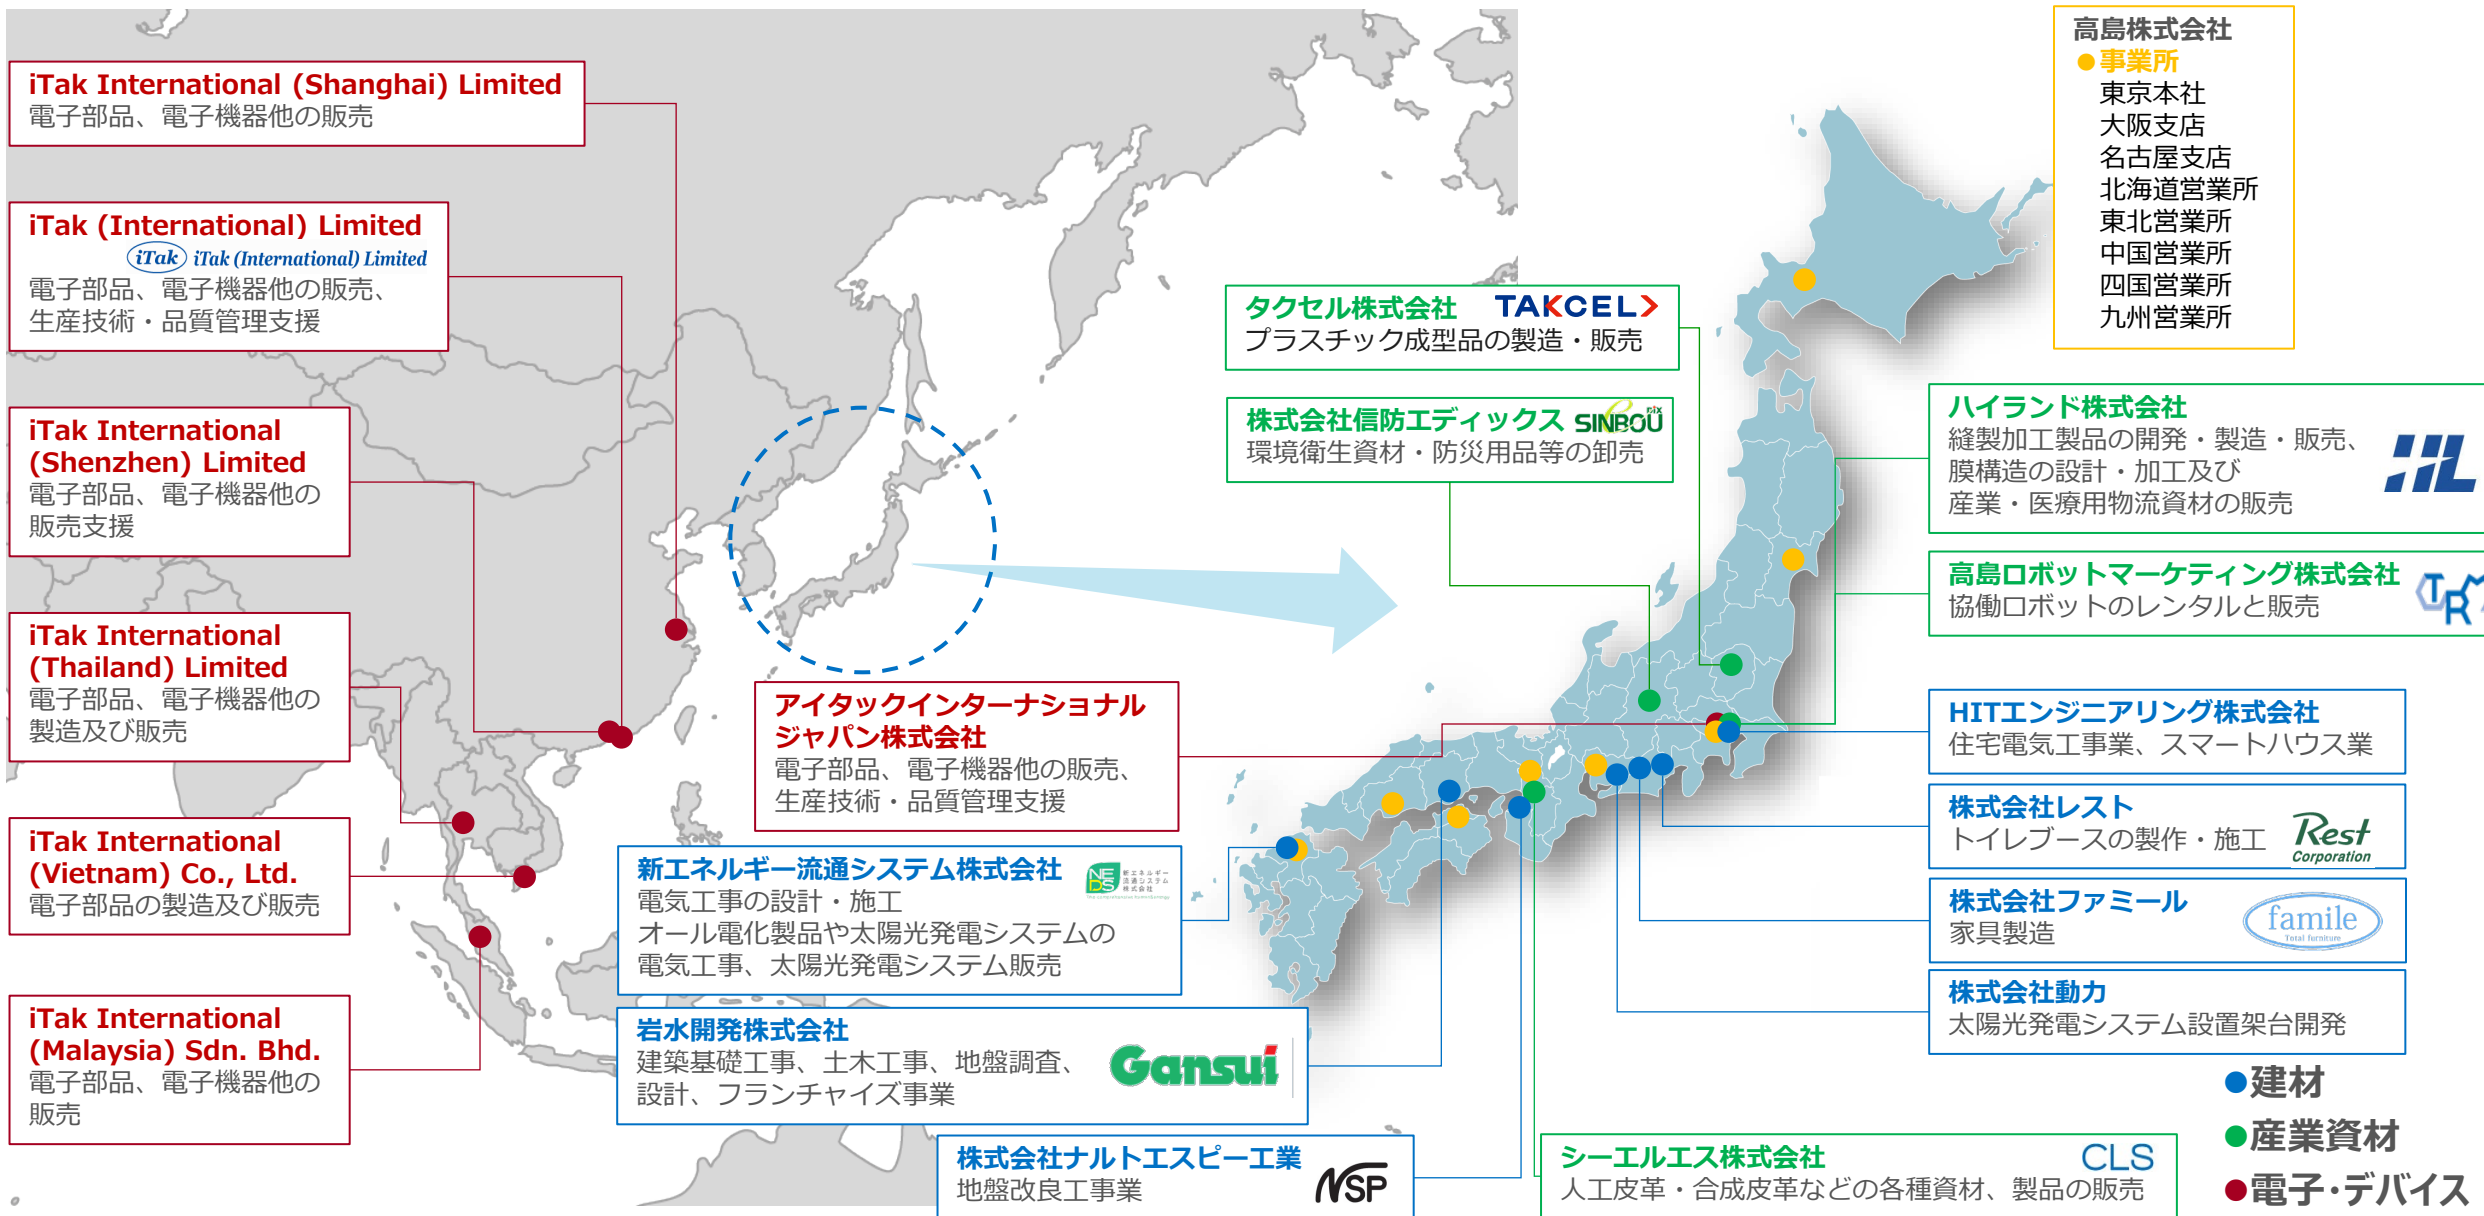 iTak International (Shanghai) Limited
電子部品、電子機器他の販売
iTak (International) Limited
iTak iTak (International) Limited
電子部品、電子機器他の販売、
生産技術・品質管理支援
iTak International
(Shenzhen) Limited
電子部品、電子機器他の
販売支援
iTak International
(Thailand) Limited
電子部品、電子機器他の
製造及び販売
iTak International
(Vietnam) Co., Ltd.
電子部品の製造及び販売
iTak International
(Malaysia) Sdn. Bhd.
電子部品、電子機器他の
販売
アイタックインターナショナル
ジャパン株式会社
電子部品、電子機器他の販売、
生産技術・品質管理支援
新エネルギー流通システム株式会社
NEDS 新エネルギー
流通システム
株式会社
電気工事の設計・施工
オール電化製品や太陽光発電システムの
電気工事、太陽光発電システム販売
岩水開発株式会社
建築基礎工事、土木工事、地盤調査、
設計、フランチャイズ事業
Gansui
株式会社ナルトエスピー工業
地盤改良工事業
NSP
タクセル株式会社 TAKCEL
プラスチック成型品の製造・販売
株式会社信防エディックス SINBOU
環境衛生資材・防災用品等の卸売
高島株式会社
●事業所
東京本社
大阪支店
名古屋支店
北海道営業所
東北営業所
中国営業所
四国営業所
九州営業所
ハイランド株式会社
縫製加工製品の開発・製造・販売、
膜構造の設計・加工及び
産業・医療用物流資材の販売
HL
高島ロボットマーケティング株式会社
協働ロボットのレンタルと販売
TR
HITエンジニアリング株式会社
住宅電気工事業、スマートハウス業
株式会社レスト
トイレブースの製作・施工
Rest
Corporation
株式会社ファミール
家具製造
famile
Total furniture
株式会社動力
太陽光発電システム設置架台開発
シーエルエス株式会社 CLS
人工皮革・合成皮革などの各種資材、製品の販売
●建材
●産業資材
●電子・デバイス